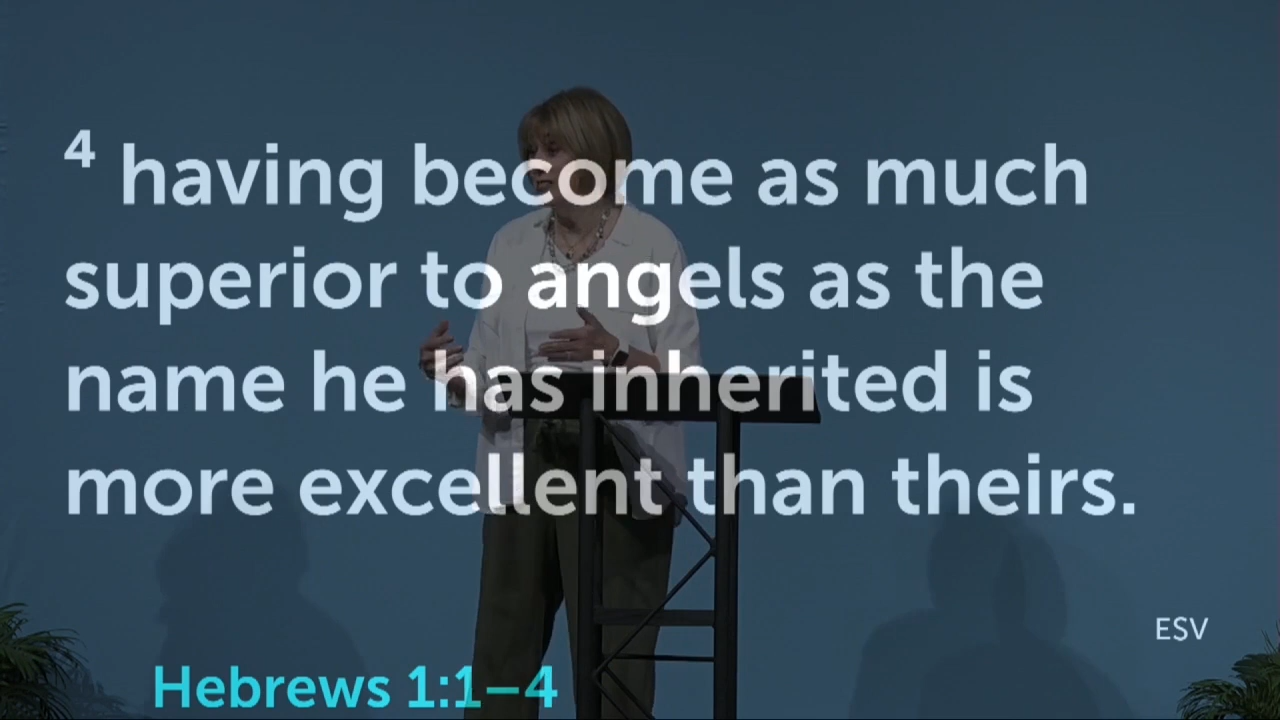 4 having become as much
superior to angels as the
name he has inherited is
more excellent than theirs.
ESV
Hebrews 1:1–4